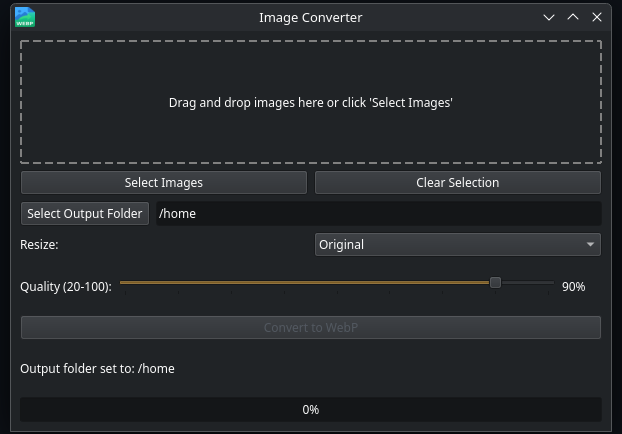 WEBP
Image Converter
Drag and drop images here or click 'Select Images'
Select Images
Clear Selection
Select Output Folder
/home
Resize:
Original
Quality (20-100):
90%
Convert to WebP
Output folder set to: /home
0%